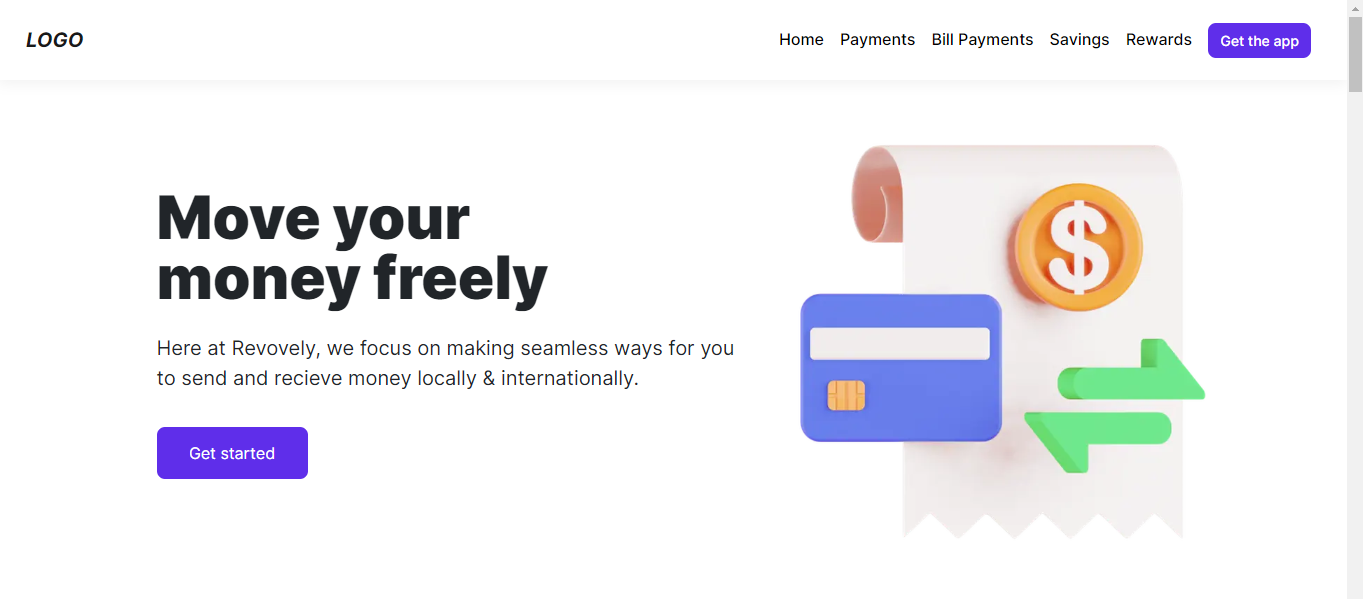 LOGO
Home Payments Bill Payments Savings Rewards Get the app
Move your
money freely
Here at Revovely, we focus on making seamless ways for you
to send and recieve money locally & internationally.
Get started
$